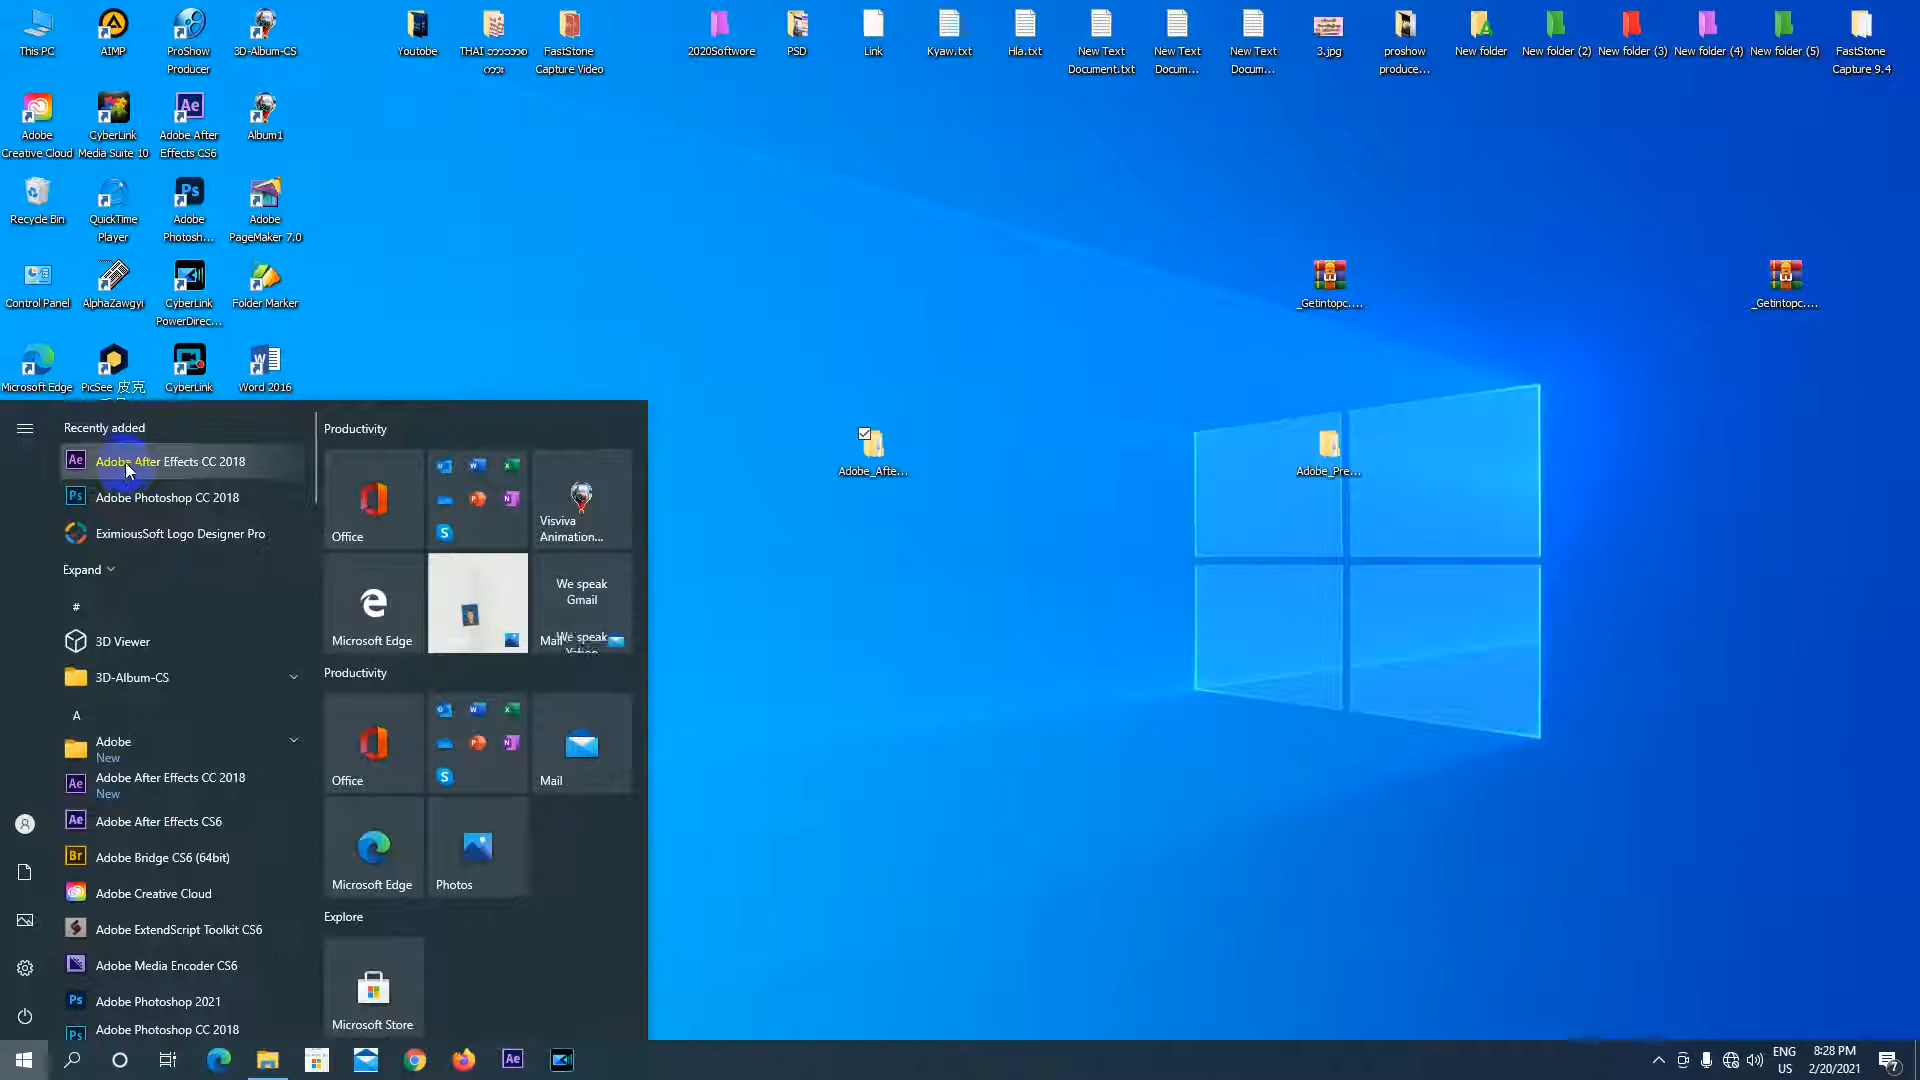 This PC
AIMP
ProShow
Producer
3D-Album-CS
Youtube
FastStone
Capture Video
2020Softwore
PSD
Link
Kyaw.txt
Hla.txt
New Text
Document.txt
New Text
Docum...
New Text
Docum...
3.jpg
proshow
produce...
New folder
New folder (2)
New folder (3)
New folder (4)
New folder (5)
FastStone
Capture 9.4
Adobe
Creative Cloud
CyberLink
Media Suite 10
Adobe After
Effects CS6
Album1
Recycle Bin
QuickTime
Player
Adobe
Photosh...
Adobe
PageMaker 7.0
Control Panel
AlphaZawgyi
CyberLink
PowerDirec...
Folder Marker
_Getintopc....
_Getintopc....
Microsoft Edge
PicSee 皮克
CyberLink
Word 2016
Adobe_Afte...
Adobe_Pre...
Recently added
Adobe After Effects CC 2018
Adobe Photoshop CC 2018
EximiousSoft Logo Designer Pro
Expand
#
3D Viewer
3D-Album-CS
A
Adobe
New
Adobe After Effects CC 2018
New
Adobe After Effects CS6
Adobe Bridge CS6 (64bit)
Adobe Creative Cloud
Adobe ExtendScript Toolkit CS6
Adobe Media Encoder CS6
Adobe Photoshop 2021
Adobe Photoshop CC 2018
Productivity
Office
Visviva
Animation...
Microsoft Edge
We speak
Gmail
Mail
We speak
Productivity
Office
Mail
Microsoft Edge
Photos
Explore
Microsoft Store
ENG
US
8:28 PM
2/20/2021
7